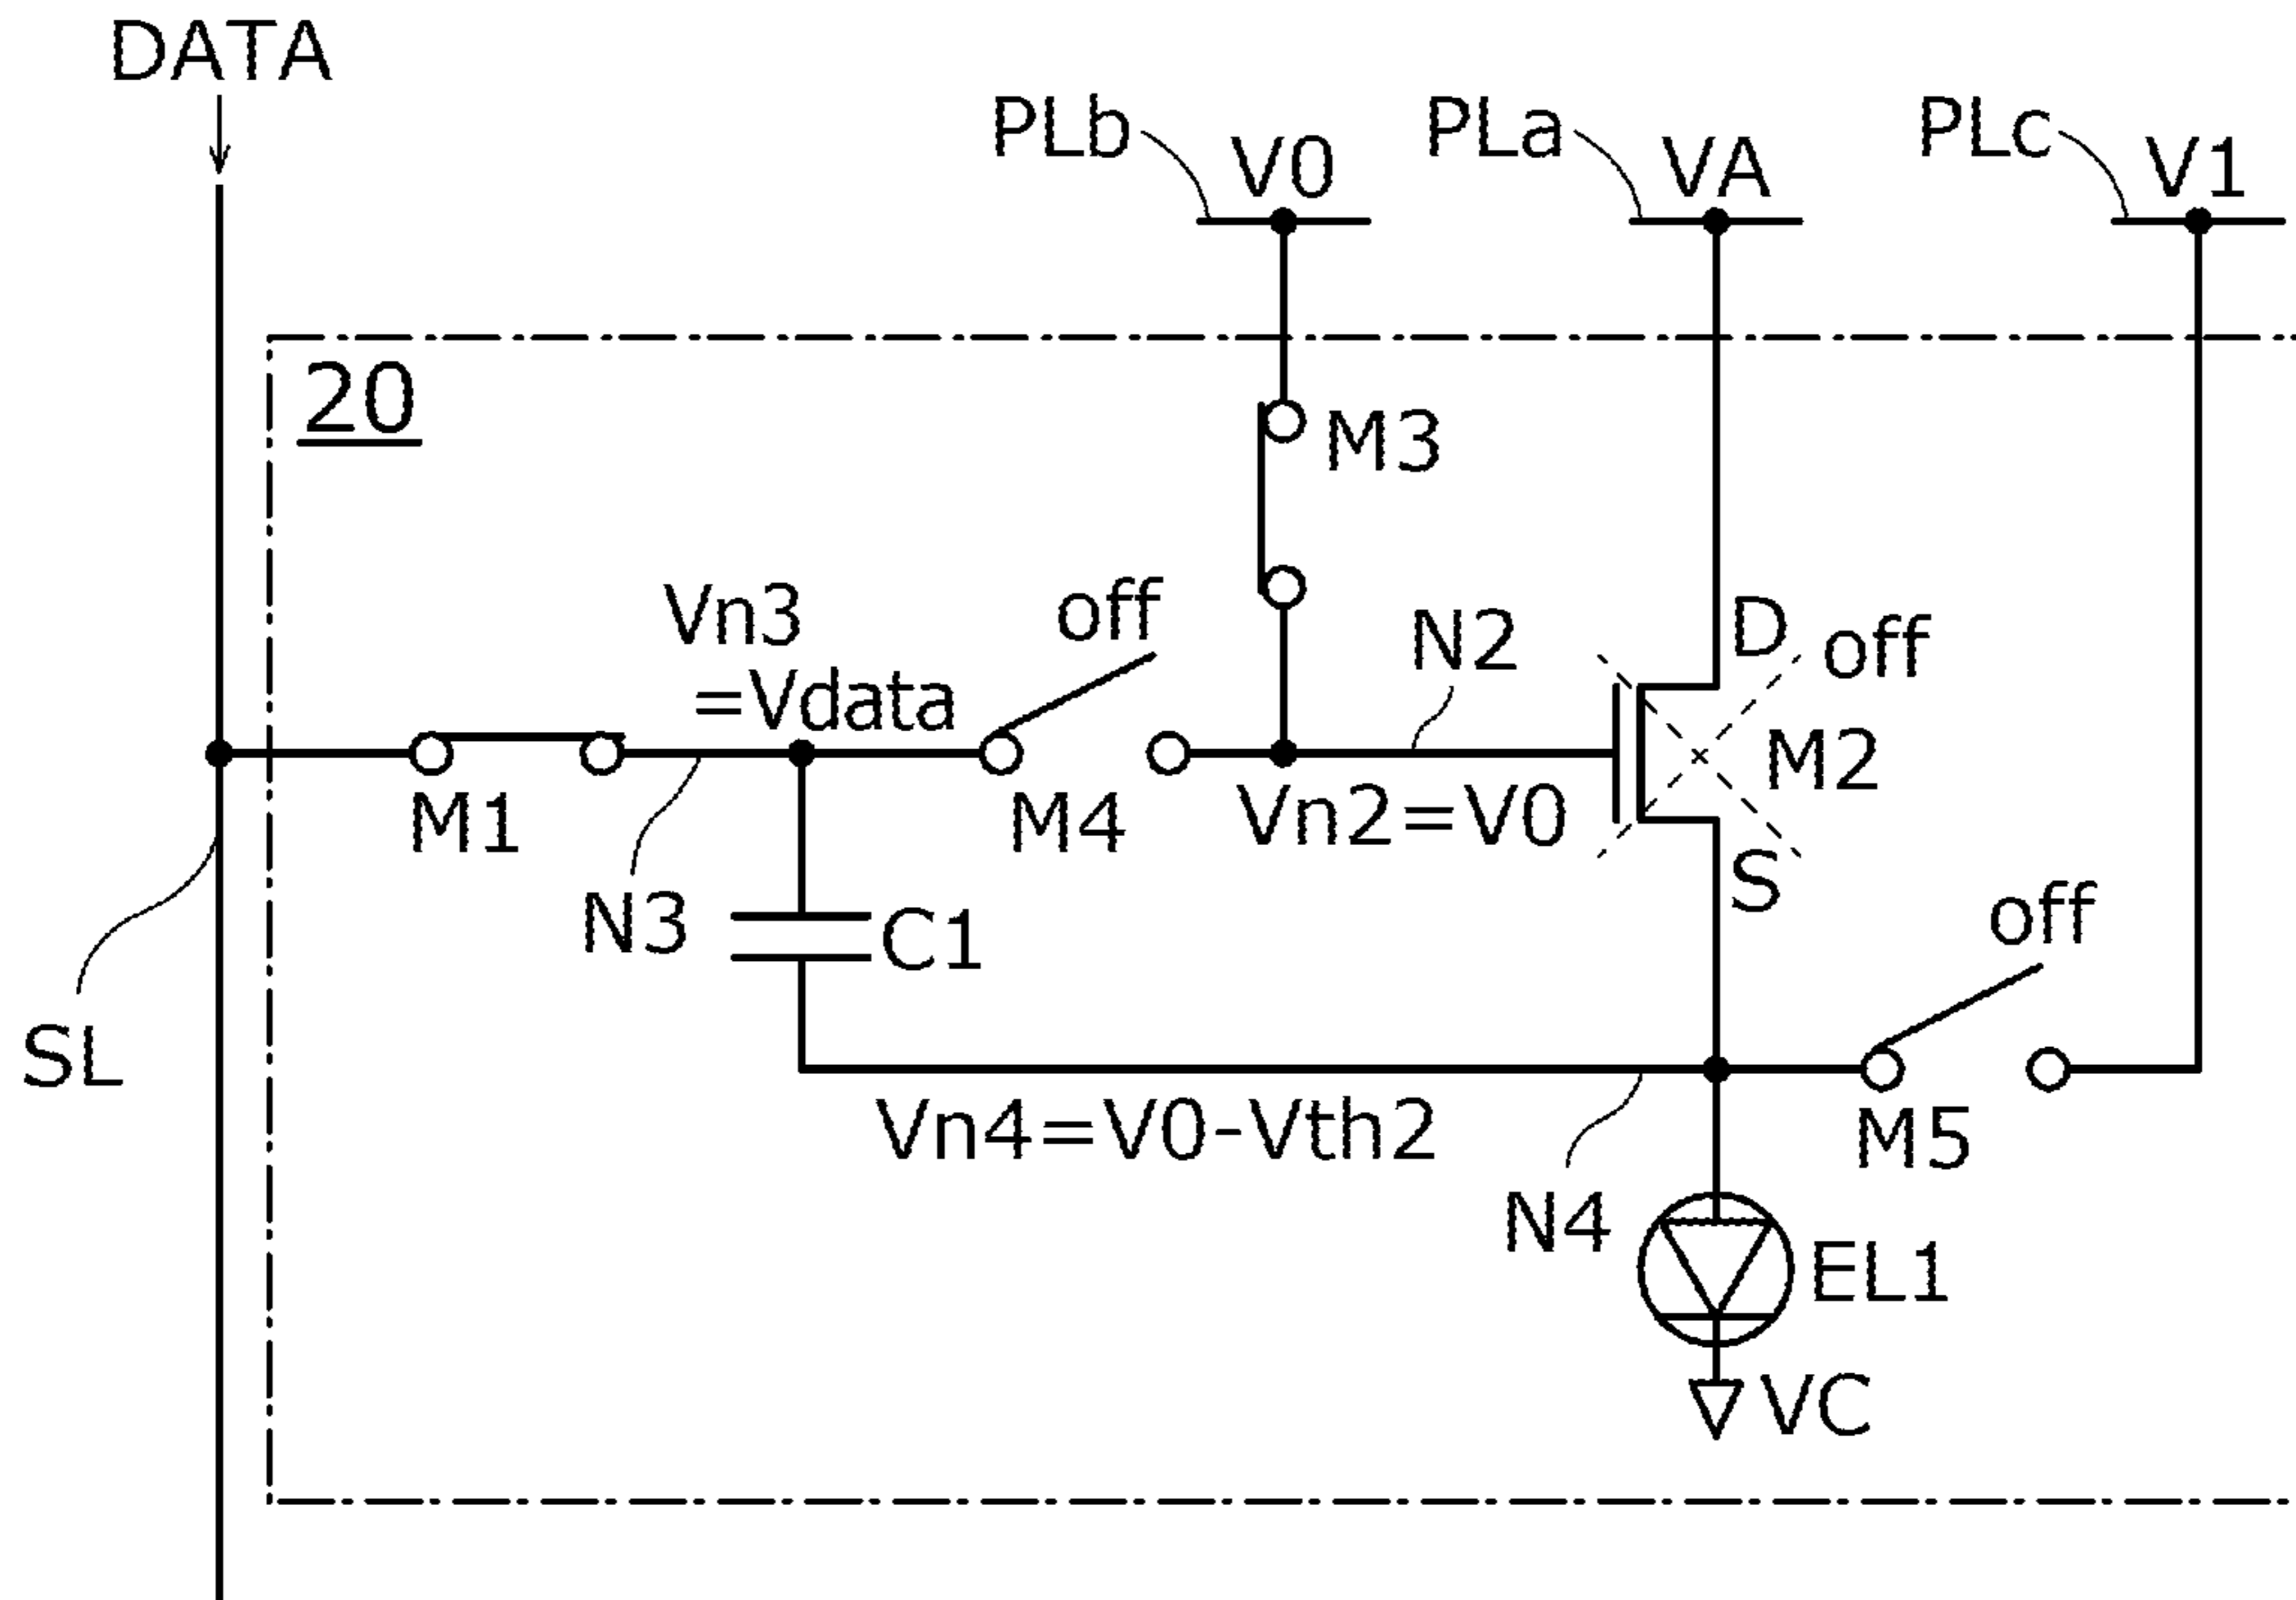 DATA
PLb
V0
PLa
VA
PLc
V1
20
M3
Vn3
=Vdata
off
N2
D
off
M1
M4
Vn2=V0
M2
S
N3
C1
off
SL
Vn4=V0-Vth2
M5
N4
EL1
VC